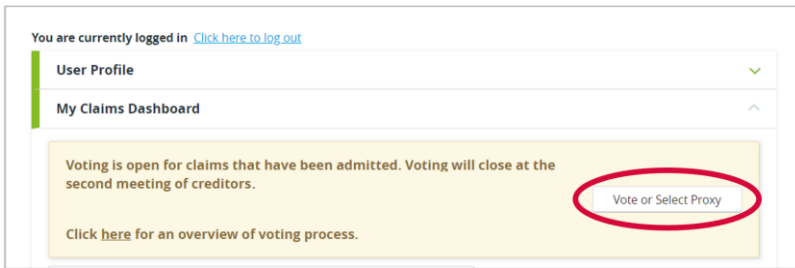 You are currently logged in Click here to log out
User Profile
My Claims Dashboard
Voting is open for claims that have been admitted. Voting will close at the
second meeting of creditors.
Vote or Select Proxy
Click here for an overview of voting process.